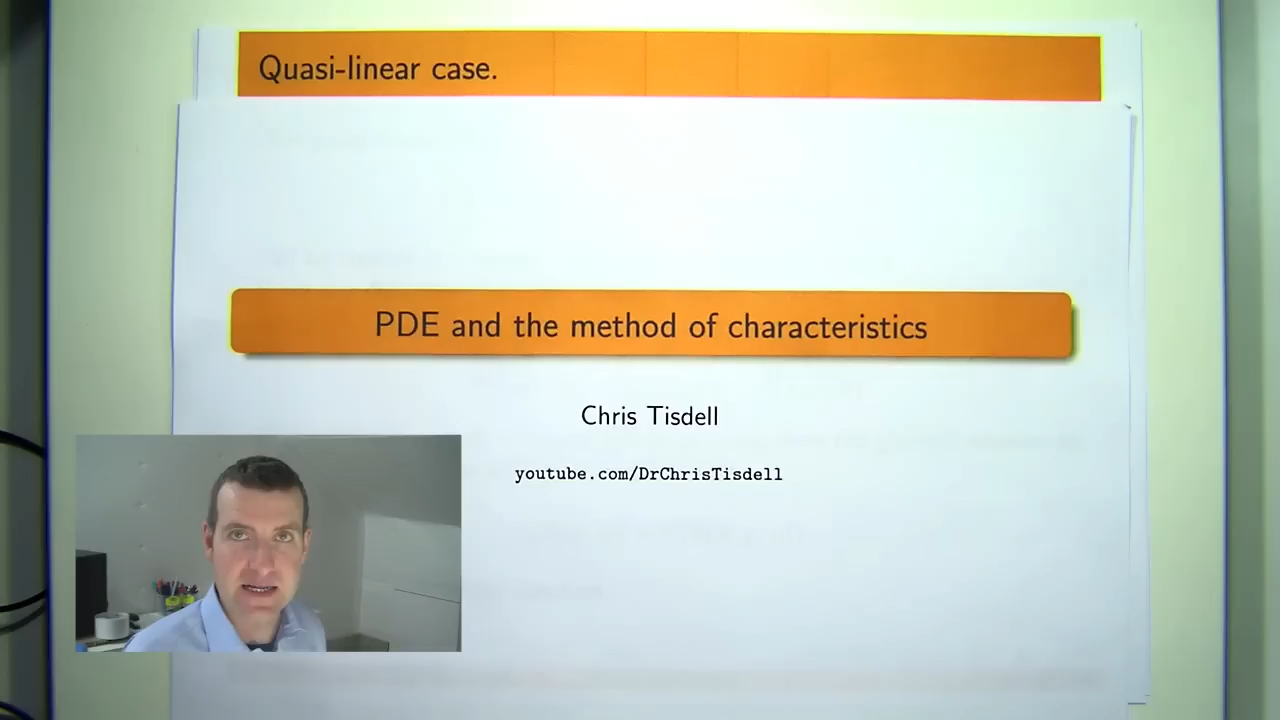 Quasi-linear case.
PDE and the method of characteristics
Chris Tisdell
youtube.com/DrChrisTisdell